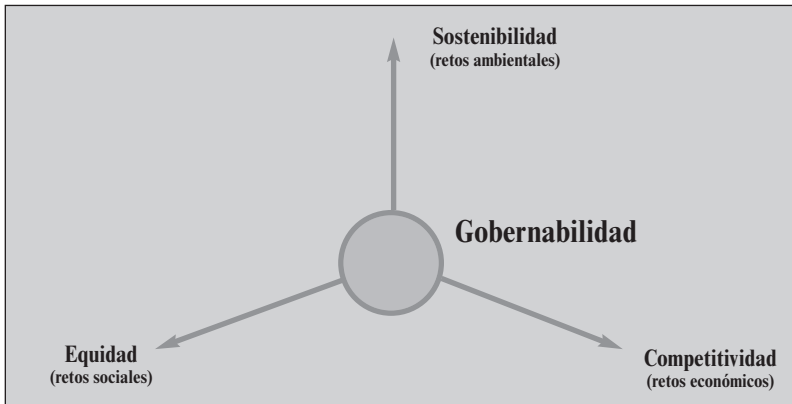 Sostenibilidad
(retos ambientales)
Gobernabilidad
Equidad
(retos sociales)
Competitividad
(retos económicos)